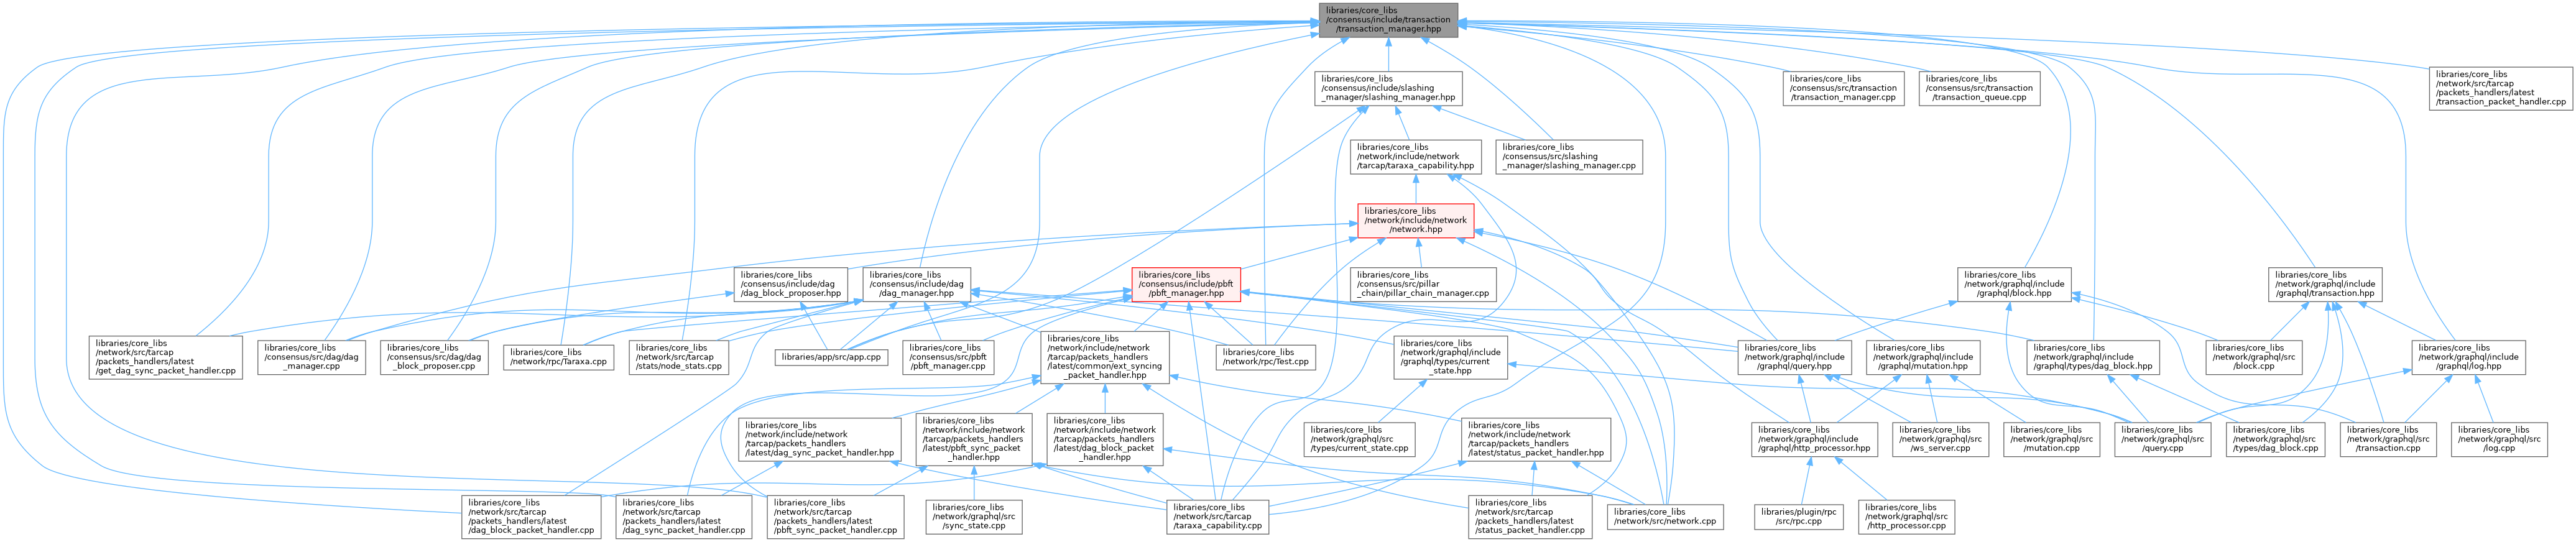 libraries/core_libs
/consensus/include/transaction
/transaction_manager.hpp
libraries/core_libs
/consensus/include/slashing
_manager/slashing_manager.hpp
libraries/core_libs
/consensus/src/transaction
/transaction_manager.cpp
libraries/core_libs
/consensus/src/transaction
/transaction_queue.cpp
libraries/core_libs
/network/src/tarcap
/packets_handlers/latest
/transaction_packet_handler.cpp
libraries/core_libs
/network/include/network
/tarcap/taraxa_capability.hpp
libraries/core_libs
/consensus/src/slashing
_manager/slashing_manager.cpp
libraries/core_libs
/network/include/network
/network.hpp
libraries/core_libs
/consensus/include/dag
/dag_block_proposer.hpp
libraries/core_libs
/consensus/include/dag
/dag_manager.hpp
libraries/core_libs
/consensus/include/pbft
/pbft_manager.hpp
libraries/core_libs
/consensus/src/pillar
_chain/pillar_chain_manager.cpp
libraries/core_libs
/network/graphql/include
/graphql/block.hpp
libraries/core_libs
/network/graphql/include
/graphql/transaction.hpp
libraries/core_libs
/network/src/tarcap
/packets_handlers/latest
/get_dag_sync_packet_handler.cpp
libraries/core_libs
/consensus/src/dag/dag
_manager.cpp
libraries/core_libs
/consensus/src/dag/dag
_block_proposer.cpp
libraries/core_libs
/network/rpc/Taraxa.cpp
libraries/core_libs
/network/src/tarcap
/stats/node_stats.cpp
libraries/app/src/app.cpp
libraries/core_libs
/consensus/src/pbft
/pbft_manager.cpp
libraries/core_libs
/network/include/network
/tarcap/packets_handlers
/latest/common/ext_syncing
_packet_handler.hpp
libraries/core_libs
/network/rpc/Test.cpp
libraries/core_libs
/network/graphql/include
/graphql/types/current
_state.hpp
libraries/core_libs
/network/graphql/include
/graphql/query.hpp
libraries/core_libs
/network/graphql/include
/graphql/mutation.hpp
libraries/core_libs
/network/graphql/include
/graphql/types/dag_block.hpp
libraries/core_libs
/network/graphql/src
/block.cpp
libraries/core_libs
/network/graphql/include
/graphql/log.hpp
libraries/core_libs
/network/include/network
/tarcap/packets_handlers
/latest/dag_sync_packet_handler.hpp
libraries/core_libs
/network/include/network
/tarcap/packets_handlers
/latest/pbft_sync_packet
_handler.hpp
libraries/core_libs
/network/include/network
/tarcap/packets_handlers
/latest/dag_block_packet
_handler.hpp
libraries/core_libs
/network/graphql/src
/types/current_state.cpp
libraries/core_libs
/network/include/network
/tarcap/packets_handlers
/latest/status_packet_handler.hpp
libraries/core_libs
/network/graphql/include
/graphql/http_processor.hpp
libraries/core_libs
/network/graphql/src
/ws_server.cpp
libraries/core_libs
/network/graphql/src
/mutation.cpp
libraries/core_libs
/network/graphql/src
/query.cpp
libraries/core_libs
/network/graphql/src
/types/dag_block.cpp
libraries/core_libs
/network/graphql/src
/transaction.cpp
libraries/core_libs
/network/graphql/src
/log.cpp
libraries/core_libs
/network/src/tarcap
/packets_handlers/latest
/dag_block_packet_handler.cpp
libraries/core_libs
/network/src/tarcap
/packets_handlers/latest
/dag_sync_packet_handler.cpp
libraries/core_libs
/network/src/tarcap
/packets_handlers/latest
/pbft_sync_packet_handler.cpp
libraries/core_libs
/network/graphql/src
/sync_state.cpp
libraries/core_libs
/network/src/tarcap
/taraxa_capability.cpp
libraries/core_libs
/network/src/tarcap
/packets_handlers/latest
/status_packet_handler.cpp
libraries/core_libs
/network/src/network.cpp
libraries/plugin/rpc
/src/rpc.cpp
libraries/core_libs
/network/graphql/src
/http_processor.cpp